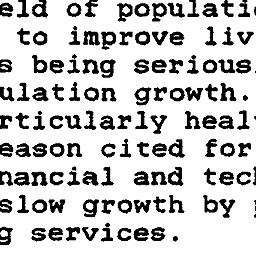 eld of populati
to improve liv
s being serious
ulation growth.
rticularly heal
eason cited for
nancial and tec
slow growth by
g services.